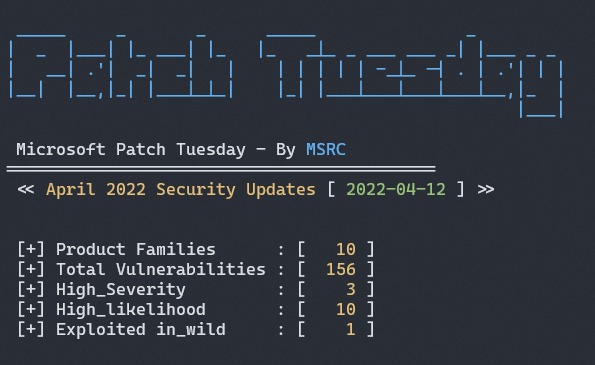 Patch Tuesday
Microsoft Patch Tuesday - By MSRC
<< April 2022 Security Updates [ 2022-04-12 ] >>
[+] Product Families : [ 10 ]
[+] Total Vulnerabilities : [ 156 ]
[+] High_Severity : [ 3 ]
[+] High_likelihood : [ 10 ]
[+] Exploited in_wild : [ 1 ]